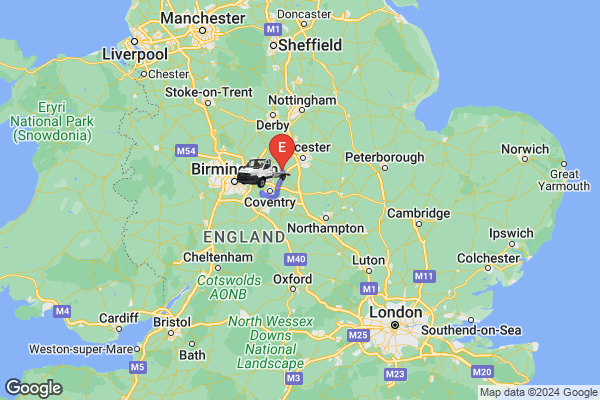 Doncaster
Manchester
M1
Liverpool
Sheffield
Chester
Eryri
National Park
(Snowdonia)
Stoke-on-Trent
Nottingham
Derby
M54
E
cester
Peterborough
Norwich
Birmin
Great
Yarmouth
Coventry
Cambridge
Northampton
ENGLAND
Ipswich
M40
Cheltenham
Luton
M11
Colchester
Cotswolds
AONB
Oxford
M1
M4
Cardiff
London
North Wessex
Downs
National
Landscape
Bristol
M25
Southend-on-Sea
Weston-super-Mare
Bath
M5
M3
M23
M20
Google
Map data ©2024 Google